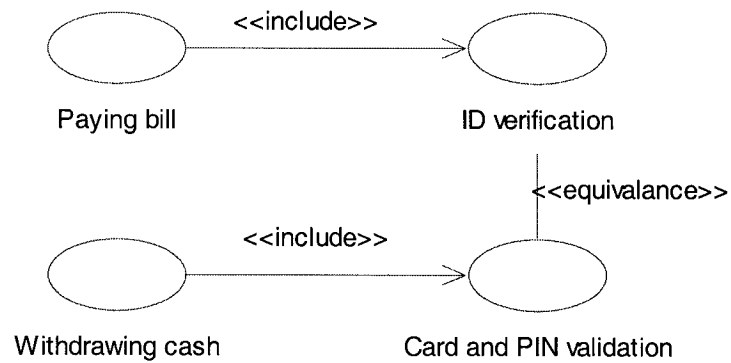 <<include>>
Paying bill
ID verification
<<equivalance>>
<<include>>
Withdrawing cash
Card and PIN validation